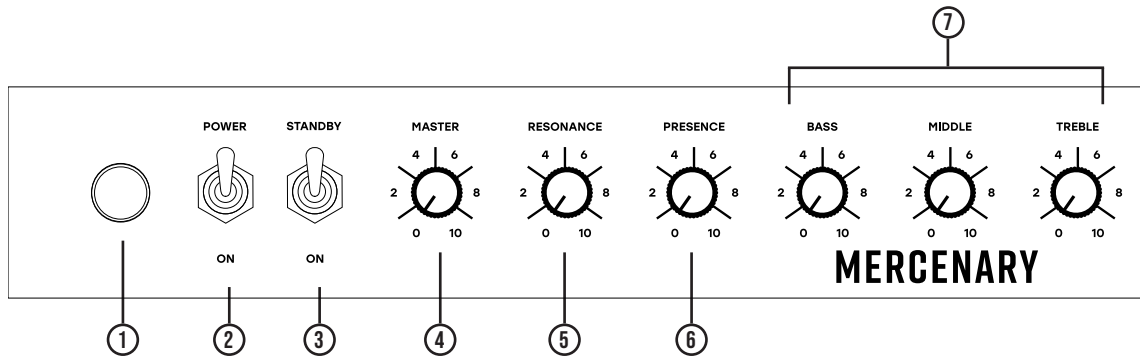 7
POWER STANDBY MASTER RESONANCE PRESENCE BASS MIDDLE TREBLE
4 6 4 6 4 6 4 6 4 6 4 6
2 8 2 8 2 8 2 8 2 8 2 8
0 10 0 10 0 10 0 10 0 10 0 10
ON ON MERCENARY
1 2 3 4 5 6